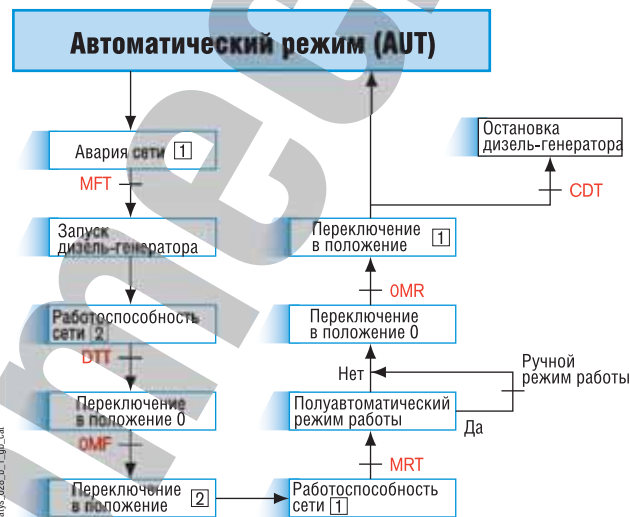 Автоматический режим (AUT)
Авария сети 1
MFT
Запуск
дизель-генератора
Работоспособность
сети 2
DTT
Переключение
в положение 0
0MF
Переключение
в положение 2
Работоспособность
сети 1
MRT
Полуавтоматический
режим работы
Да
Ручной
режим работы
Нет
Переключение
в положение 0
0MR
Переключение
в положение 1
CDT
Остановка
дизель-генератора